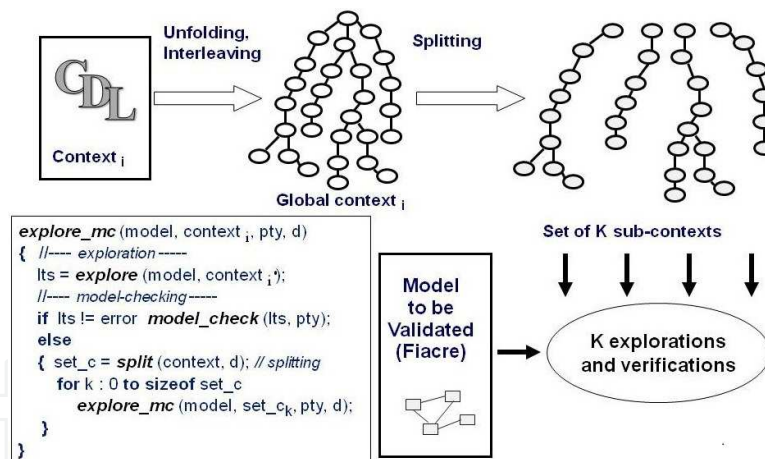 Unfolding,
Interleaving
Splitting
CDL
Context i
Global context i
Set of K sub-contexts
explore_mc (model, context i, pty, d)
{ //---- exploration -----
lts = explore (model, context i);
//---- model-checking-----
if lts != error model_check (lts, pty);
else
{ set_c = split (context, d); // splitting
for k : 0 to sizeof set_c
explore_mc (model, set_c k, pty, d);
}
}
Model
to be
Validated
(Fiacre)
K explorations
and verifications